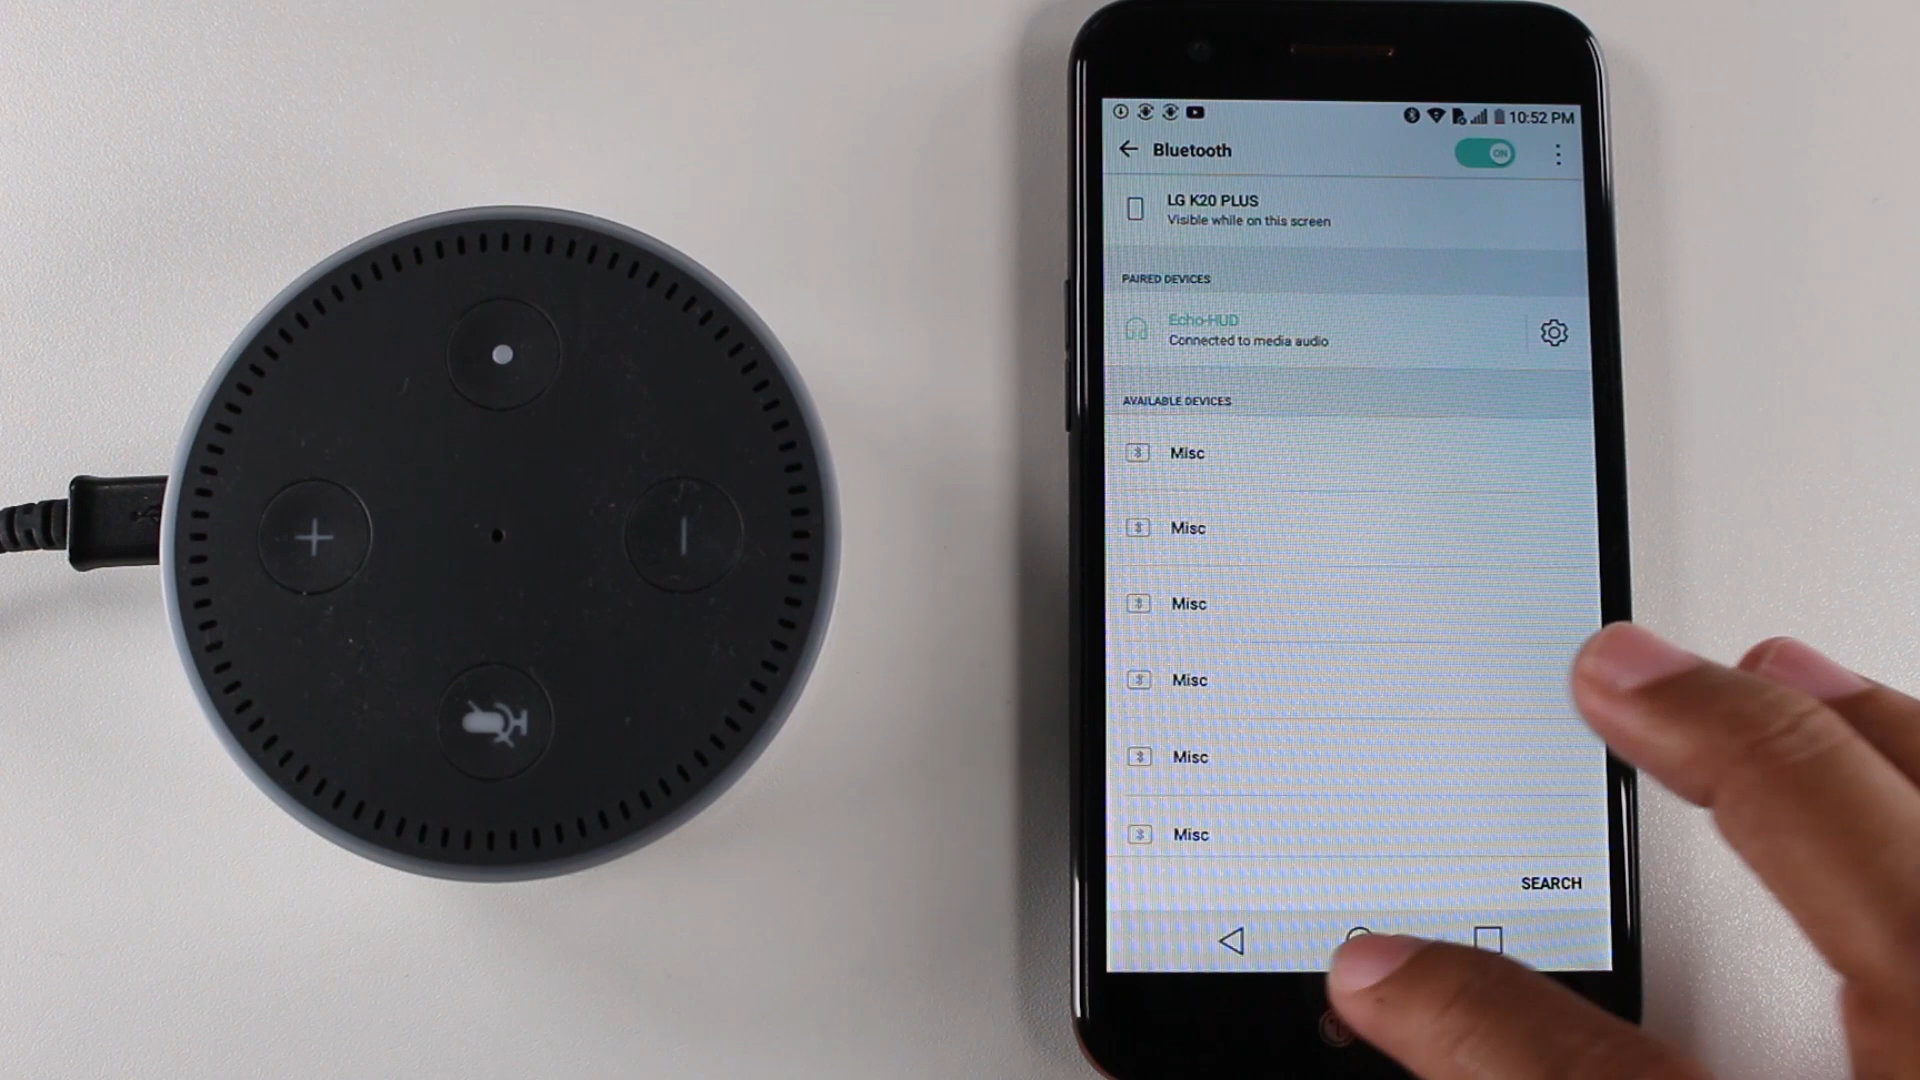 10:52 PM
Bluetooth
ON
LG K20 PLUS
Visible while on this screen
PAIRED DEVICES
Echo-HUD
Connected to media audio
AVAILABLE DEVICES
Misc
Misc
Misc
Misc
Misc
Misc
SEARCH